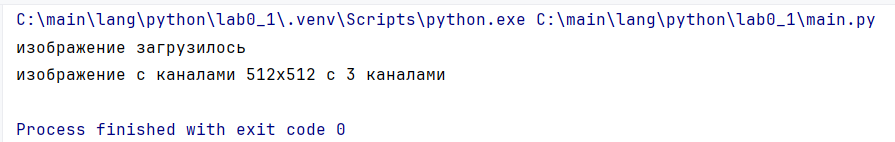 C:\main\lang\python\lab0_1\.venv\Scripts\python.exe C:\main\lang\python\lab0_1\main.py
изображение загрузилось
изображение с каналами 512x512 с 3 каналами
Process finished with exit code 0